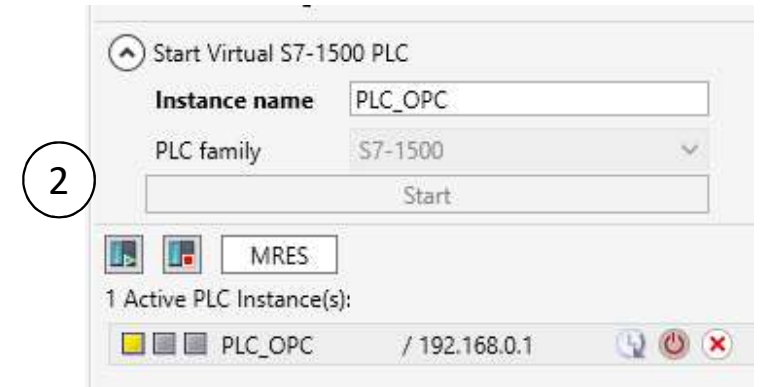 Start Virtual S7-1500 PLC
Instance name PLC_OPC
PLC family S7-1500
2
Start
MRES
1 Active PLC Instance(s):
PLC_OPC / 192.168.0.1